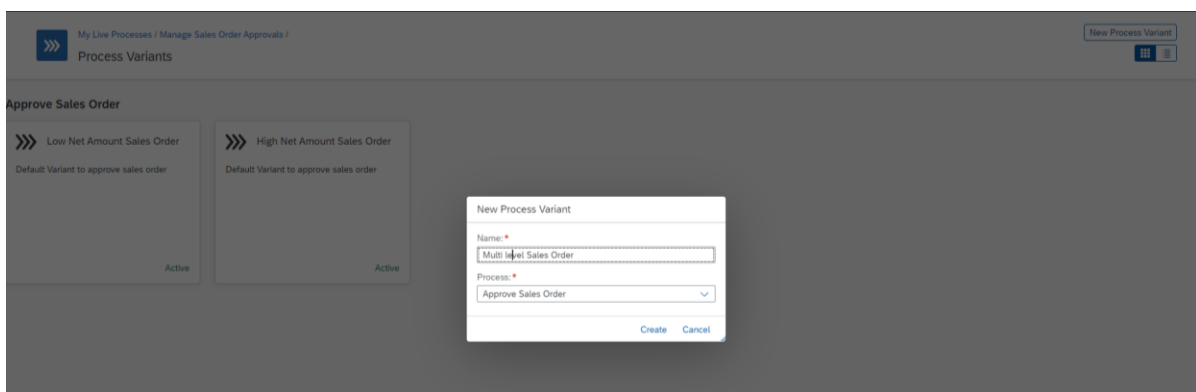 My Live Processes / Manage Sales Order Approvals /
Process Variants
New Process Variant
Approve Sales Order
Low Net Amount Sales Order
Default Variant to approve sales order
Active
High Net Amount Sales Order
Default Variant to approve sales order
Active
New Process Variant
Name: *
Multi level Sales Order
Process: *
Approve Sales Order
Create Cancel